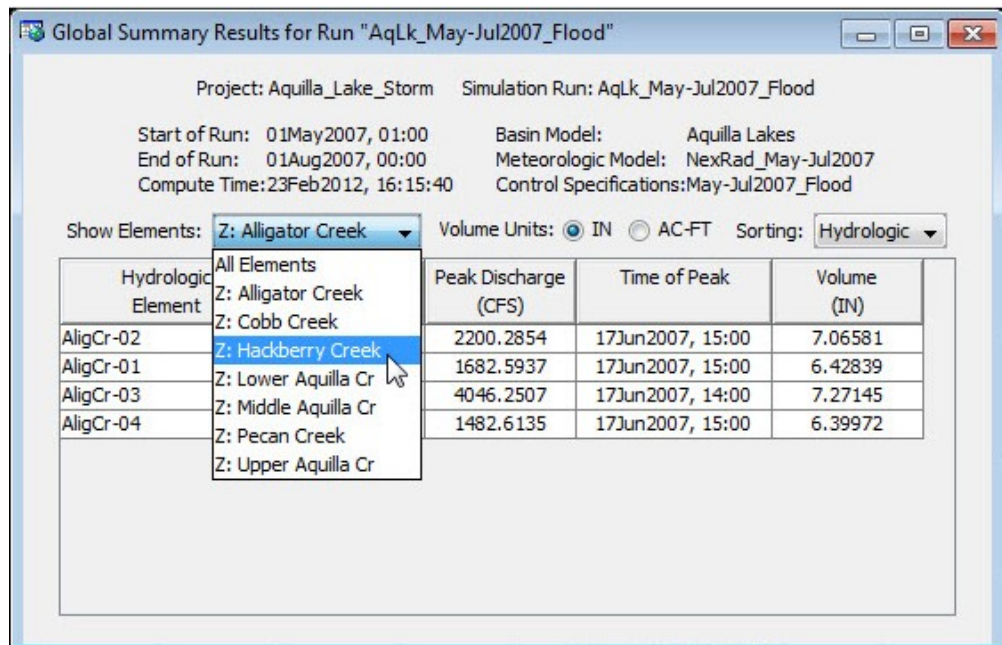 Global Summary Results for Run "AqLk_May-Jul2007_Flood"
Project: Aquilla_Lake_Storm Simulation Run: AqLk_May-Jul2007_Flood
Start of Run: 01May2007, 01:00 Basin Model: Aquilla Lakes
End of Run: 01Aug2007, 00:00 Meteorologic Model: NexRad_May-Jul2007
Compute Time:23Feb2012, 16:15:40 Control Specifications:May-Jul2007_Flood
Show Elements: Z: Alligator Creek Volume Units: IN AC-FT Sorting: Hydrologic
Hydrologic Element Peak Discharge (CFS) Time of Peak Volume (IN)
All Elements
Z: Alligator Creek
Z: Cobb Creek
Z: Hackberry Creek
Z: Lower Aquilla Cr
Z: Middle Aquilla Cr
Z: Pecan Creek
Z: Upper Aquilla Cr
AligCr-02 2200.2854 17Jun2007, 15:00 7.06581
AligCr-01 1682.5937 17Jun2007, 15:00 6.42839
AligCr-03 4046.2507 17Jun2007, 14:00 7.27145
AligCr-04 1482.6135 17Jun2007, 15:00 6.39972